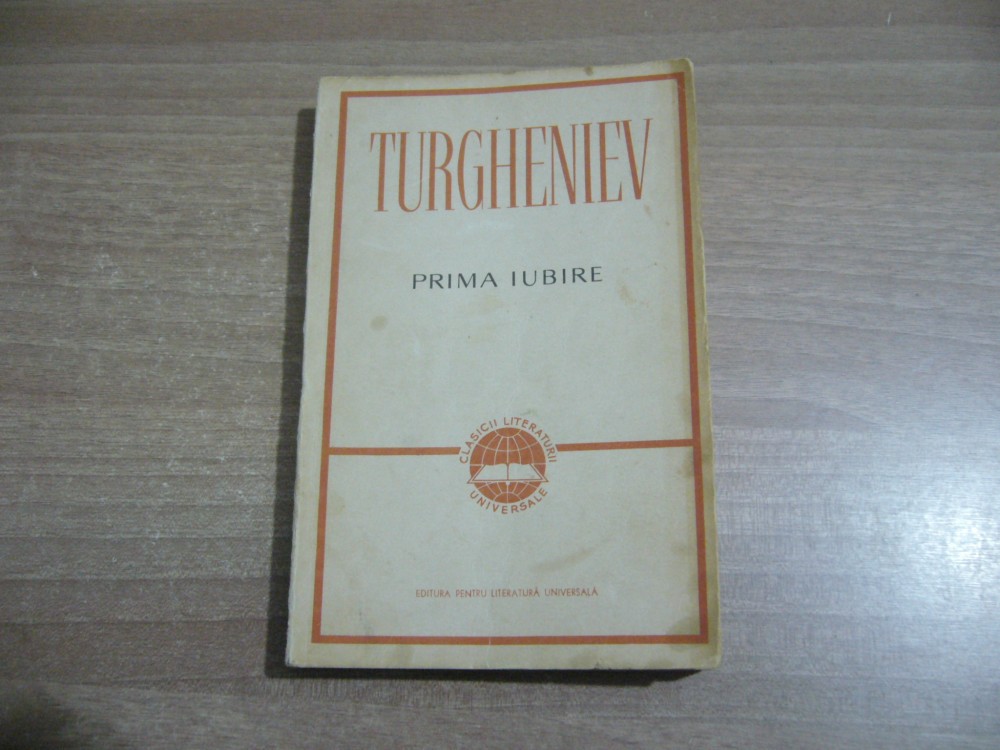 TURGHENIEV
PRIMA IUBIRE
CLASICII LITERATURII
UNIVERSALE
EDITURA PENTRU LITERATURĂ UNIVERSALĂ